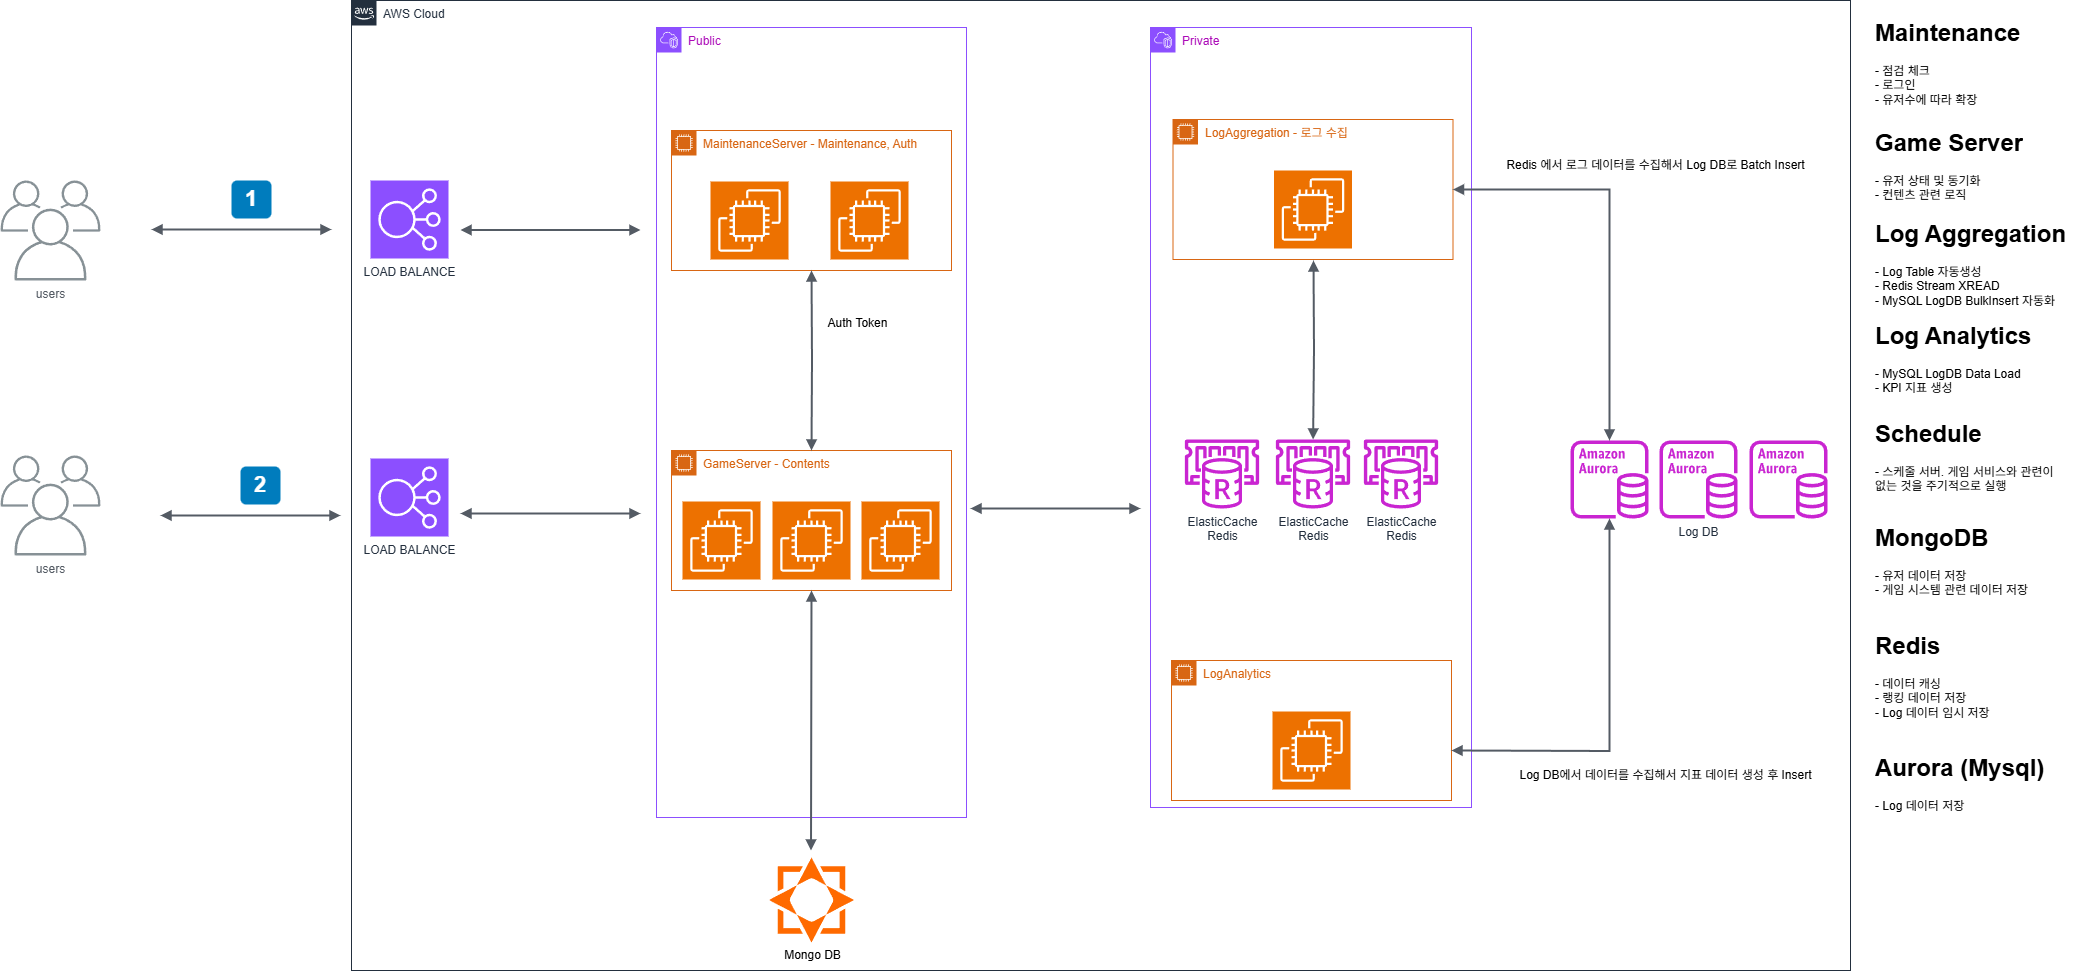 aws
AWS Cloud
Public
Private
1
users
LOAD BALANCE
MaintenanceServer - Maintenance, Auth
Auth Token
2
users
LOAD BALANCE
GameServer - Contents
Mongo DB
LogAggregation - 로그 수집
Redis 에서 로그 데이터를 수집해서 Log DB로 Batch Insert
R
R
R
ElasticCache
Redis
ElasticCache
Redis
ElasticCache
Redis
Amazon
Aurora
Amazon
Aurora
Amazon
Aurora
Log DB
LogAnalytics
Log DB에서 데이터를 수집해서 지표 데이터 생성 후 Insert
Maintenance
- 점검 체크
- 로그인
- 유저수에 따라 확장
Game Server
- 유저 상태 및 동기화
- 컨텐츠 관련 로직
Log Aggregation
- Log Table 자동생성
- Redis Stream XREAD
- MySQL LogDB BulkInsert 자동화
Log Analytics
- MySQL LogDB Data Load
- KPI 지표 생성
Schedule
- 스케줄 서버. 게임 서비스와 관련이
없는 것을 주기적으로 실행
MongoDB
- 유저 데이터 저장
- 게임 시스템 관련 데이터 저장
Redis
- 데이터 캐싱
- 랭킹 데이터 저장
- Log 데이터 임시 저장
Aurora (Mysql)
- Log 데이터 저장